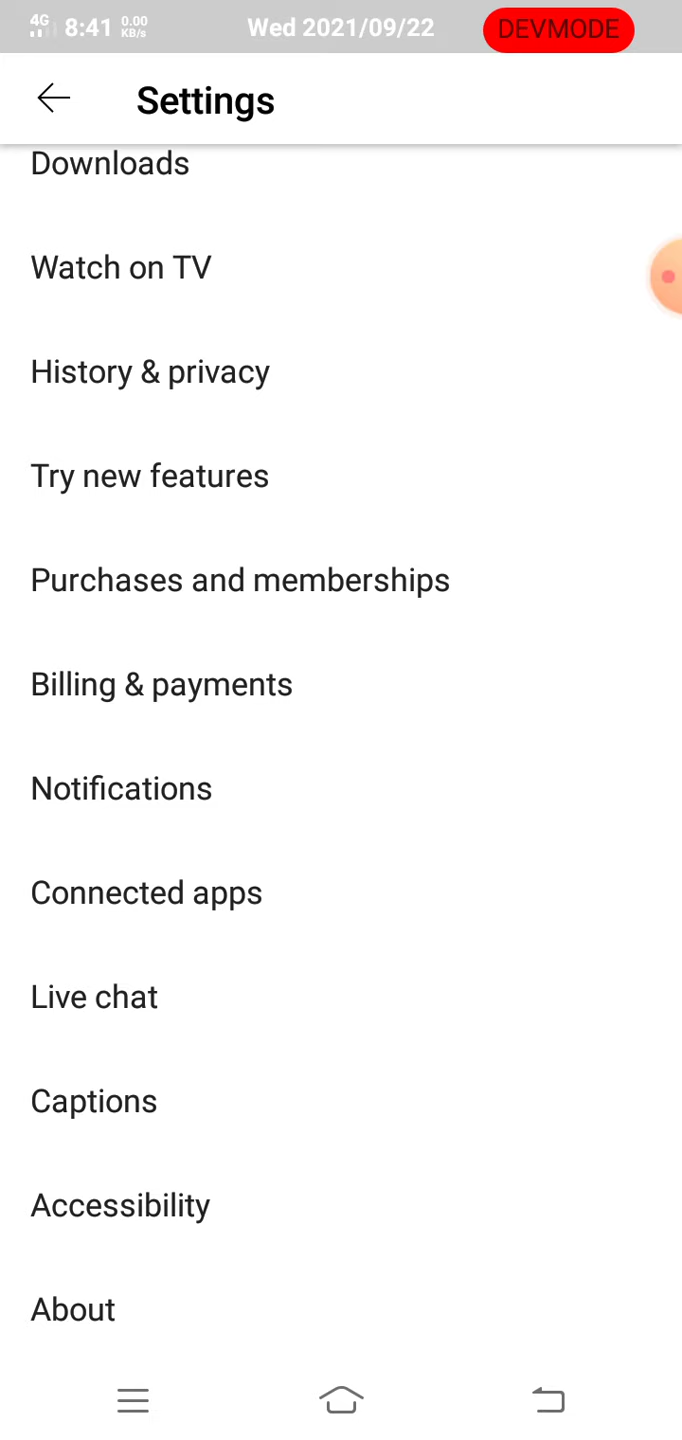 4G 8:41 0.00 KB/s Wed 2021/09/22 DEVMODE
Settings
Downloads
Watch on TV
History & privacy
Try new features
Purchases and memberships
Billing & payments
Notifications
Connected apps
Live chat
Captions
Accessibility
About